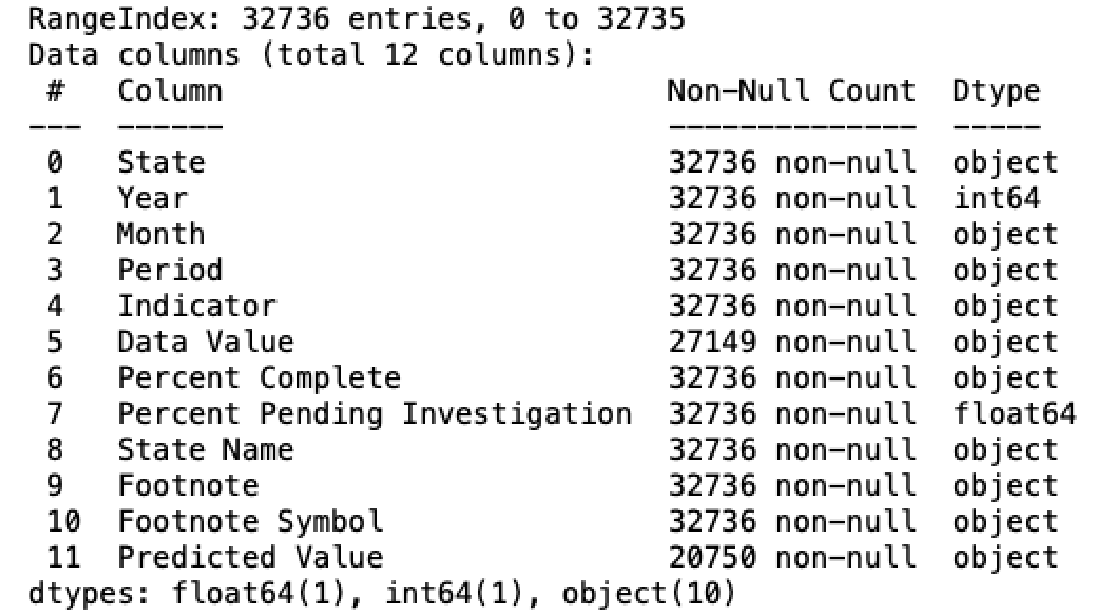 RangeIndex: 32736 entries, 0 to 32735
Data columns (total 12 columns):
 #   Column                         Non-Null Count  Dtype
---  ------                         --------------  -----
 0   State                          32736 non-null  object
 1   Year                           32736 non-null  int64
 2   Month                          32736 non-null  object
 3   Period                         32736 non-null  object
 4   Indicator                      32736 non-null  object
 5   Data Value                     27149 non-null  object
 6   Percent Complete               32736 non-null  object
 7   Percent Pending Investigation  32736 non-null  float64
 8   State Name                     32736 non-null  object
 9   Footnote                       32736 non-null  object
 10  Footnote Symbol                32736 non-null  object
 11  Predicted Value                20750 non-null  object
dtypes: float64(1), int64(1), object(10)